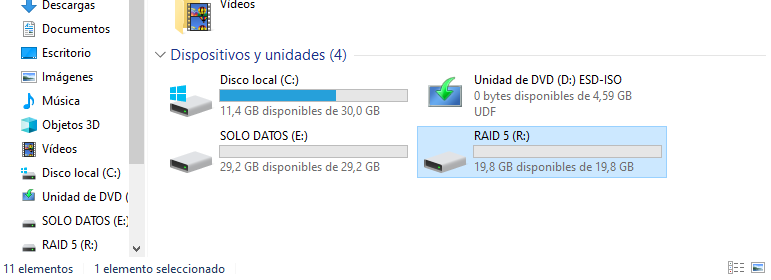 Descargas
Documentos
Escritorio
Imágenes
Música
Objetos 3D
Vídeos
Disco local (C:)
Unidad de DVD (
SOLO DATOS (E:)
RAID 5 (R:)
Vídeos
Dispositivos y unidades (4)
Disco local (C:)
11,4 GB disponibles de 30,0 GB
Unidad de DVD (D:) ESD-ISO
0 bytes disponibles de 4,59 GB
UDF
SOLO DATOS (E:)
29,2 GB disponibles de 29,2 GB
RAID 5 (R:)
19,8 GB disponibles de 19,8 GB
11 elementos
1 elemento seleccionado